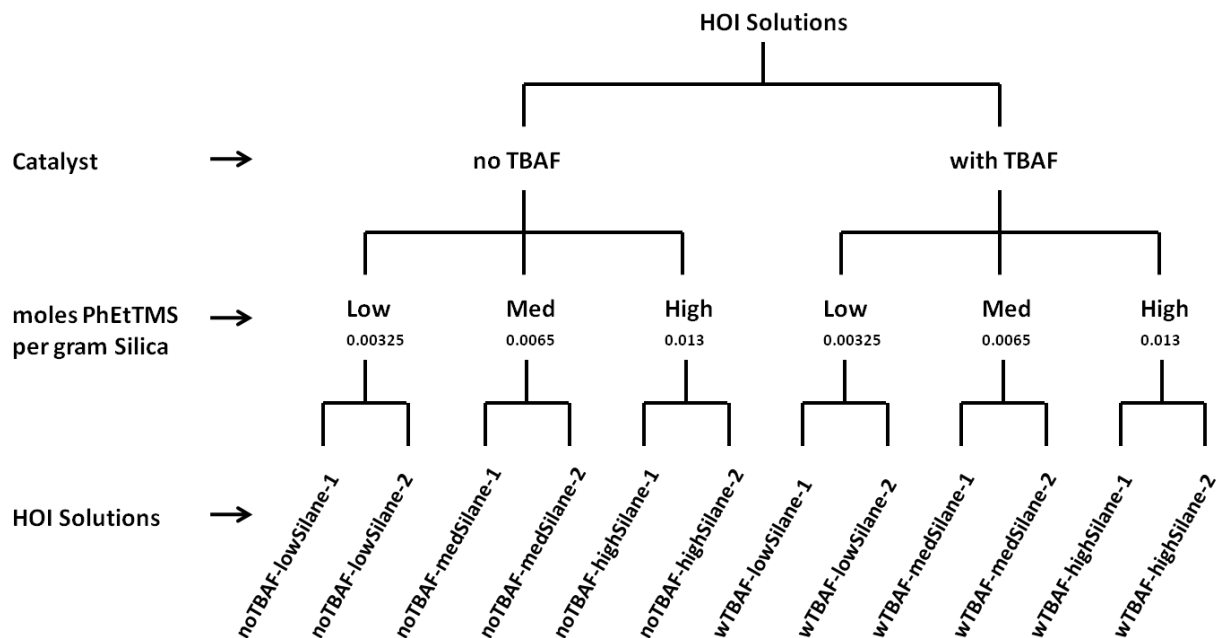 HOI Solutions
Catalyst
no TBAF
with TBAF
moles PhEtTMS
per gram Silica
Low
Med
High
Low
Med
High
0.00325
0.0065
0.013
0.00325
0.0065
0.013
HOI Solutions
noTBAF-lowSilane-1
noTBAF-lowSilane-2
noTBAF-medSilane-1
noTBAF-medSilane-2
noTBAF-highSilane-1
noTBAF-highSilane-2
wTBAF-lowSilane-1
wTBAF-lowSilane-2
wTBAF-medSilane-1
wTBAF-medSilane-2
wTBAF-highSilane-1
wTBAF-highSilane-2